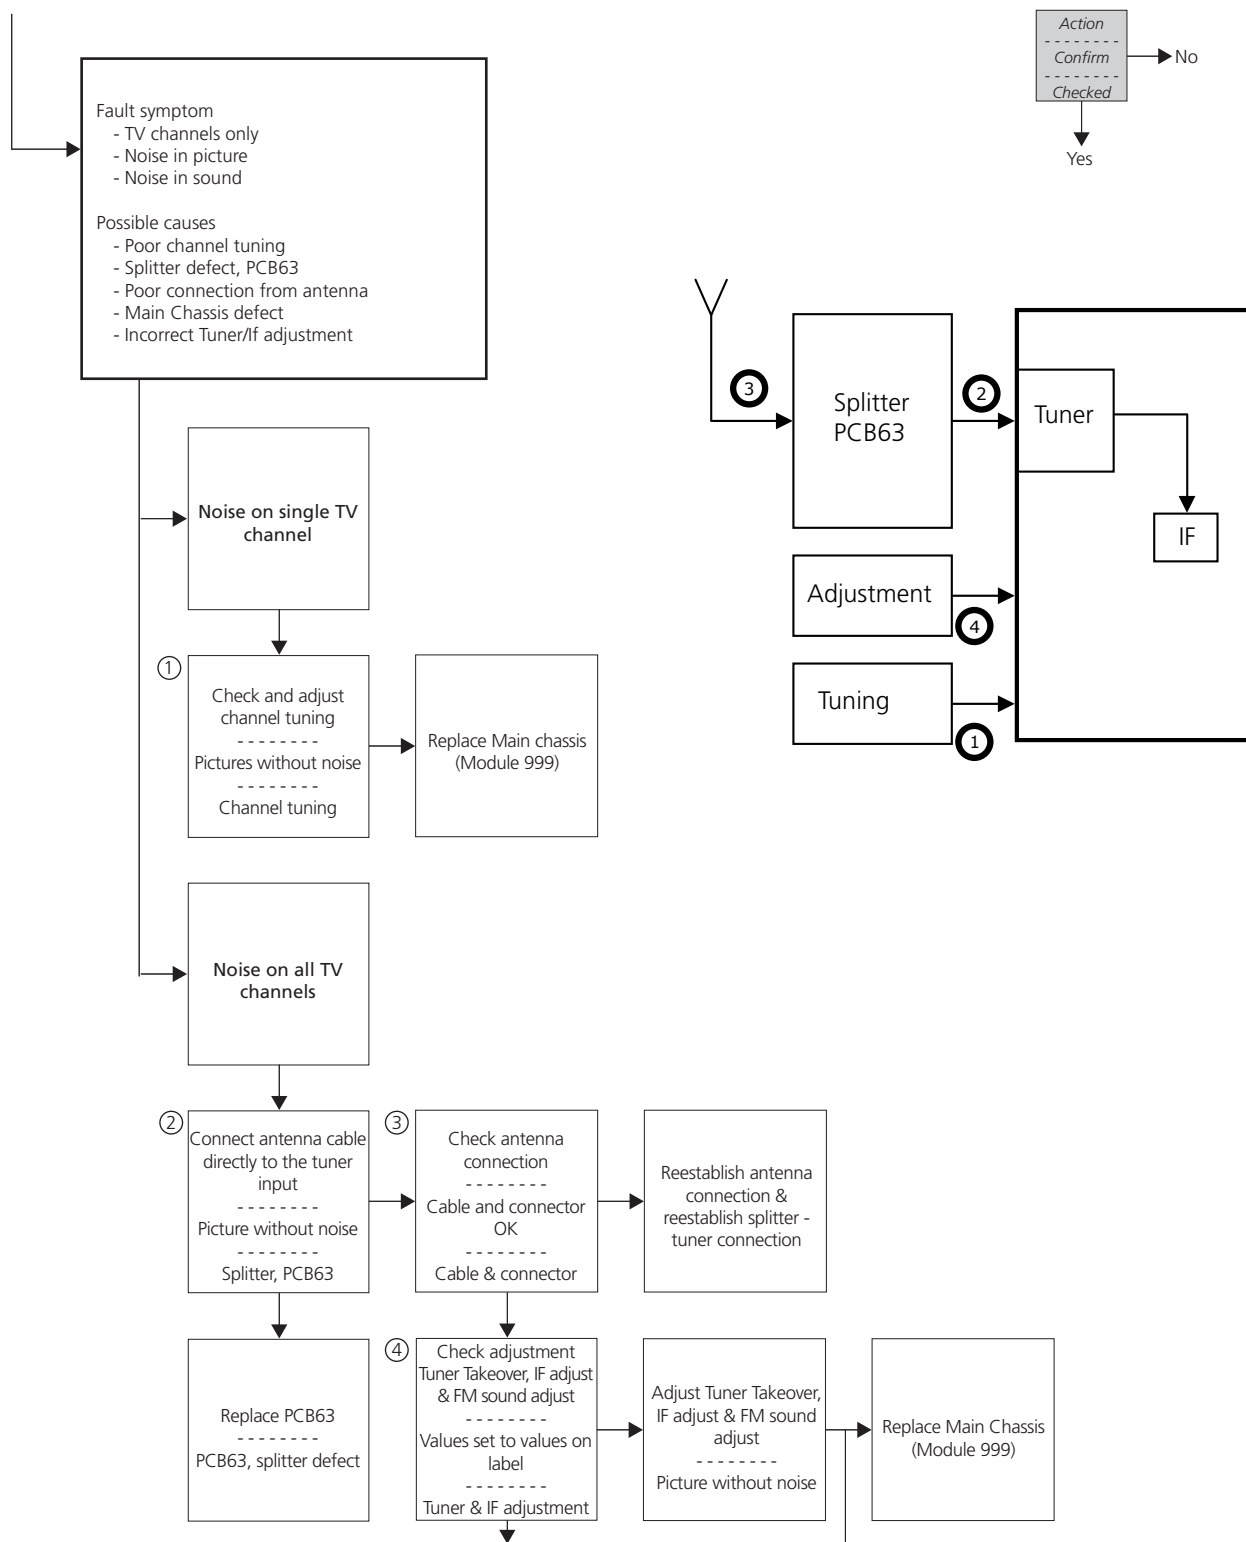 Action
Confirm
Checked
No
Yes
Fault symptom
- TV channels only
- Noise in picture
- Noise in sound
Possible causes
- Poor channel tuning
- Splitter defect, PCB63
- Poor connection from antenna
- Main Chassis defect
- Incorrect Tuner/If adjustment
3
Splitter
PCB63
2
Tuner
IF
Adjustment
4
Tuning
1
Noise on single TV
channel
1
Check and adjust
channel tuning
--------
Pictures without noise
--------
Channel tuning
Replace Main chassis
(Module 999)
Noise on all TV
channels
2
Connect antenna cable
directly to the tuner
input
--------
Picture without noise
--------
Splitter, PCB63
3
Check antenna
connection
--------
Cable and connector
OK
--------
Cable & connector
Reestablish antenna
connection &
reestablish splitter -
tuner connection
Replace PCB63
--------
PCB63, splitter defect
4
Check adjustment
Tuner Takeover, IF adjust
& FM sound adjust
--------
Values set to values on
label
--------
Tuner & IF adjustment
Adjust Tuner Takeover,
IF adjust & FM sound
adjust
--------
Picture without noise
Replace Main Chassis
(Module 999)